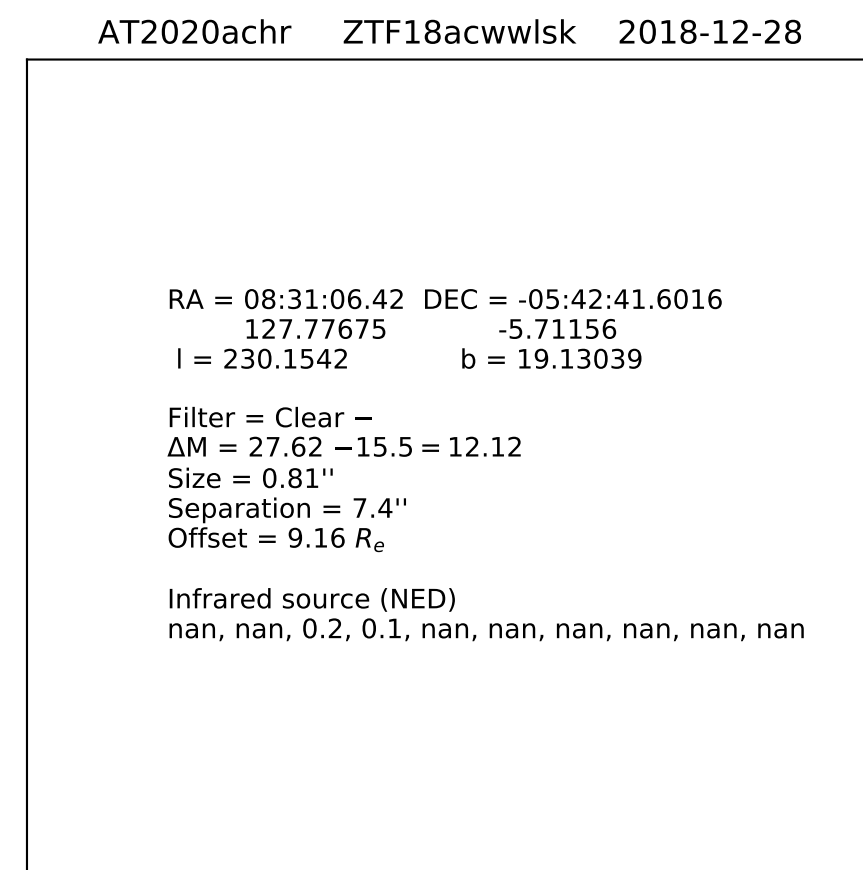 AT2020achr ZTF18acwwlsk 2018-12-28
RA = 08:31:06.42 DEC = -05:42:41.6016
127.77675 -5.71156
l = 230.1542 b = 19.13039
Filter = Clear −
ΔM = 27.62 −15.5 = 12.12
Size = 0.81''
Separation = 7.4''
Offset = 9.16 Rₑ
Infrared source (NED)
nan, nan, 0.2, 0.1, nan, nan, nan, nan, nan, nan